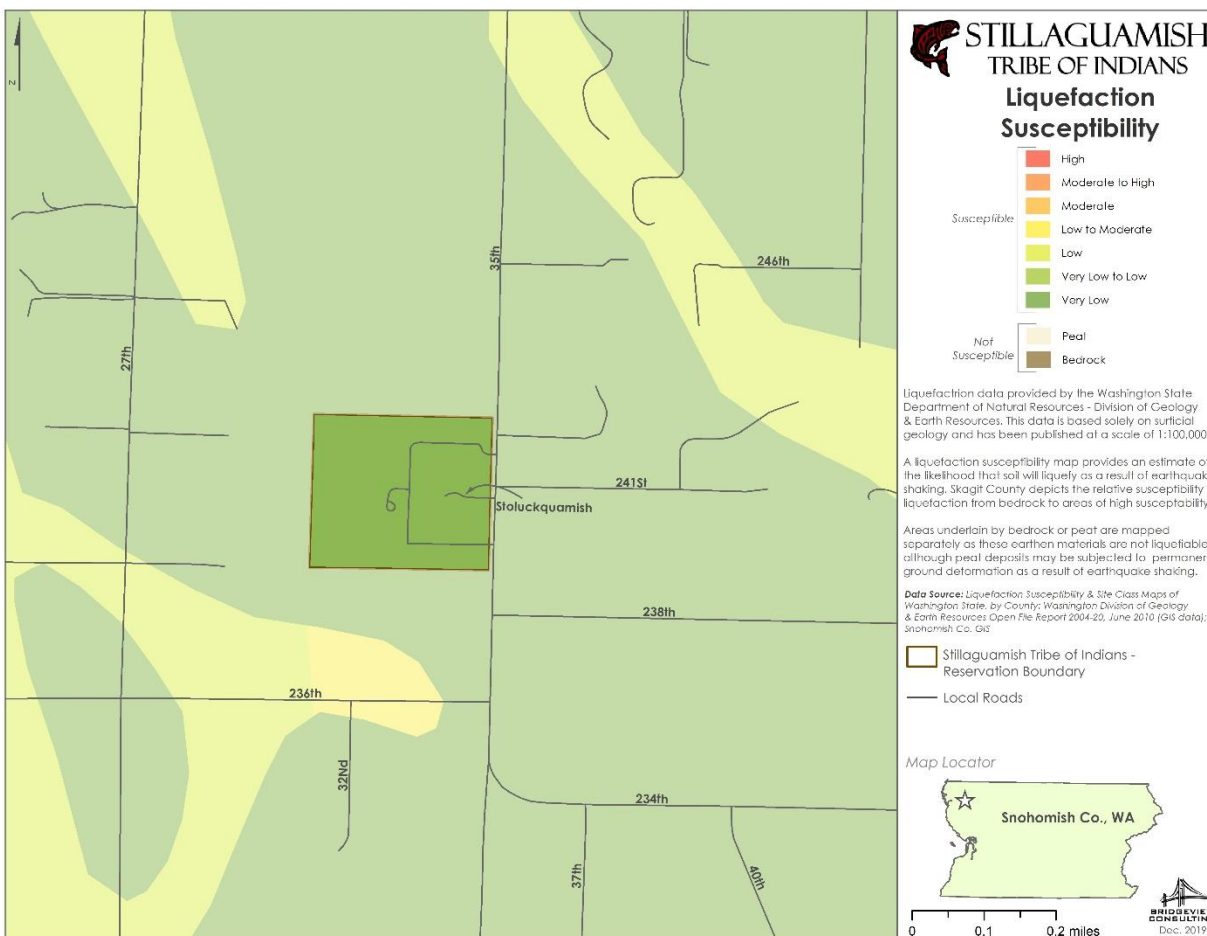 STILLAGUAMISH
TRIBE OF INDIANS
Liquefaction
Susceptibility
Susceptible
High
Moderate to High
Moderate
Low to Moderate
Low
Very Low to Low
Very Low
Not
Susceptible
Peat
Bedrock
Liquefactrion data provided by the Washington State
Department of Natural Resources - Division of Geology
& Earth Resources. This data is based solely on surficial
geology and has been published at a scale of 1:100,000
A liquefaction susceptibility map provides an estimate of
the likelihood that soil will liquefy as a result of earthquak
shaking. Skagit County depicts the relative susceptibility
liquefaction from bedrock to areas of high susceptability
Areas underlain by bedrock or peat are mapped
separately as these earthen materials are not liquefiable
although peat deposits may be subjected to permaner
ground deformation as a result of earthquake shaking.
Data Source: Liquefaction Susceptibility & Site Class Maps of
Washington State, by County; Washington Division of Geology
& Earth Resources Open File Report 2004-20, June 2010 (GIS data);
Snohomish Co. GIS
Stillaguamish Tribe of Indians -
Reservation Boundary
Local Roads
Map Locator
Snohomish Co., WA
0 0.1 0.2 miles
BRIDGEVIEW
CONSULTING
Dec. 2019
Z
35th
246th
27th
241St
Stoluckquamish
238th
236th
32Nd
234th
37th
40th